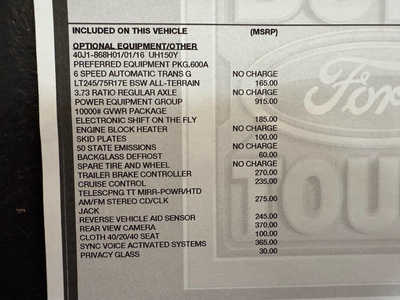 INCLUDED ON THIS VEHICLE (MSRP)
OPTIONAL EQUIPMENT/OTHER
40J1-868H01/01/16 UH150Y
PREFERRED EQUIPMENT PKG.600A
6 SPEED AUTOMATIC TRANS G NO CHARGE
LT245/75R17E BSW ALL-TERRAIN 165.00
3.73 RATIO REGULAR AXLE NO CHARGE
POWER EQUIPMENT GROUP 915.00
10000# GVWR PACKAGE
ELECTRONIC SHIFT ON THE FLY 185.00
ENGINE BLOCK HEATER NO CHARGE
SKID PLATES 100.00
50 STATE EMISSIONS NO CHARGE
BACKGLASS DEFROST 60.00
SPARE TIRE AND WHEEL NO CHARGE
TRAILER BRAKE CONTROLLER 270.00
CRUISE CONTROL 235.00
TELESCPNG TT MIRR-POWR/HTD
AM/FM STEREO CD/CLK 275.00
JACK
REVERSE VEHICLE AID SENSOR 245.00
REAR VIEW CAMERA 370.00
CLOTH 40/20/40 SEAT 100.00
SYNC VOICE ACTIVATED SYSTEMS 365.00
PRIVACY GLASS 30.00
Ford
TOU